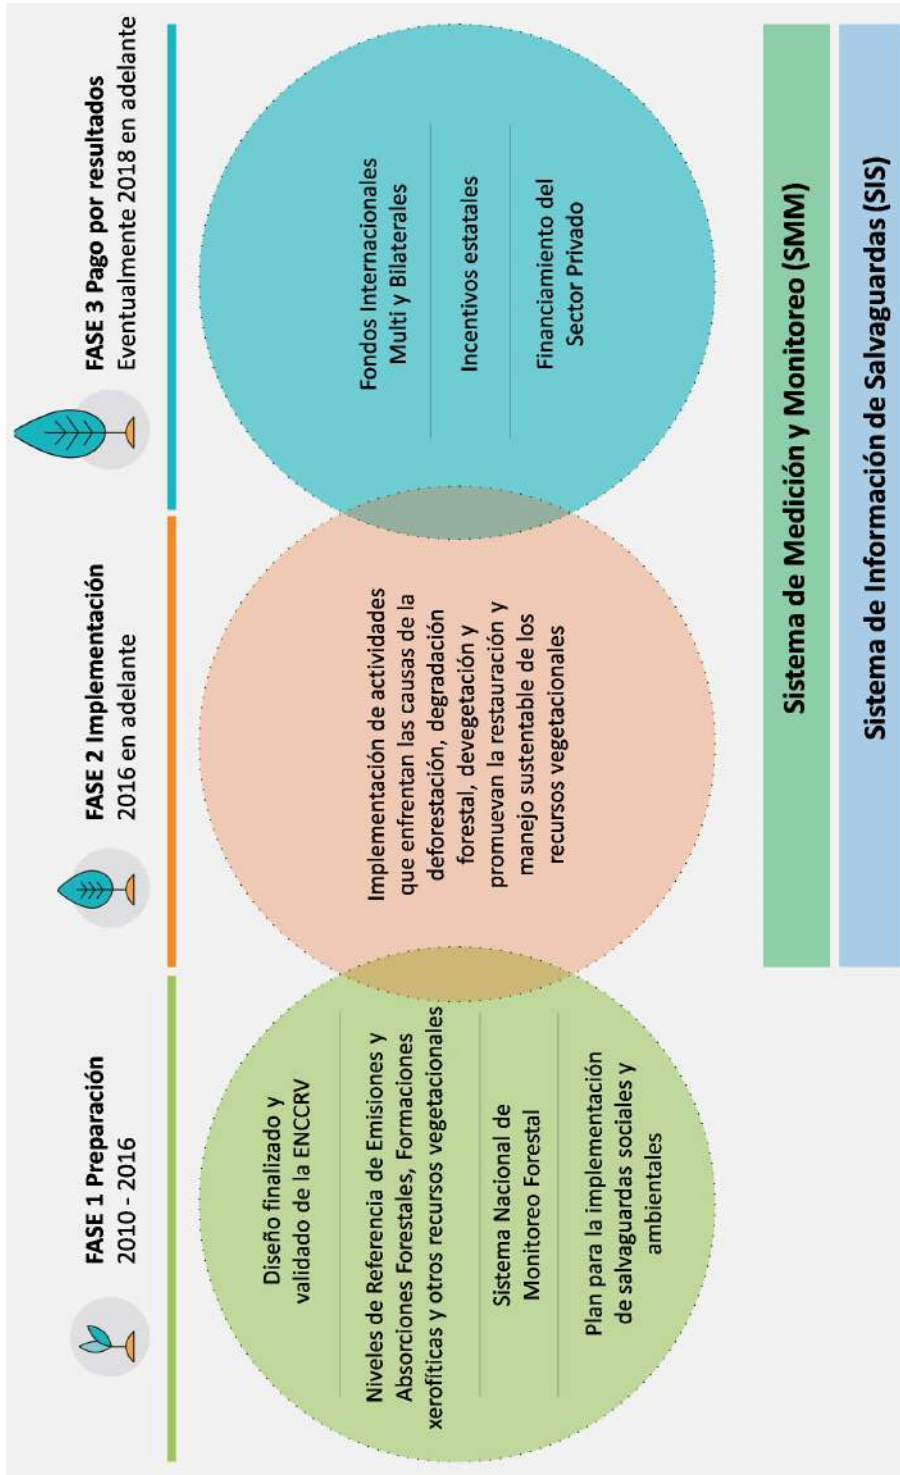 FASE 1 Preparación
2010 - 2016
Diseño finalizado y
validado de la ENCCRV
Niveles de Referencia de Emisiones y
Absorciones Forestales, Formaciones
xerofíticas y otros recursos vegetacionales
Sistema Nacional de
Monitoreo Forestal
Plan para la implementación
de salvaguardas sociales y
ambientales
FASE 2 Implementación
2016 en adelante
Implementación de actividades
que enfrentan las causas de la
deforestación, degradación
forestal, devegetación y
promuevan la restauración y
manejo sustentable de los
recursos vegetacionales
FASE 3 Pago por resultados
Eventualmente 2018 en adelante
Fondos Internacionales
Multi y Bilaterales
Incentivos estatales
Financiamiento del
Sector Privado
Sistema de Medición y Monitoreo (SMM)
Sistema de Información de Salvaguardas (SIS)